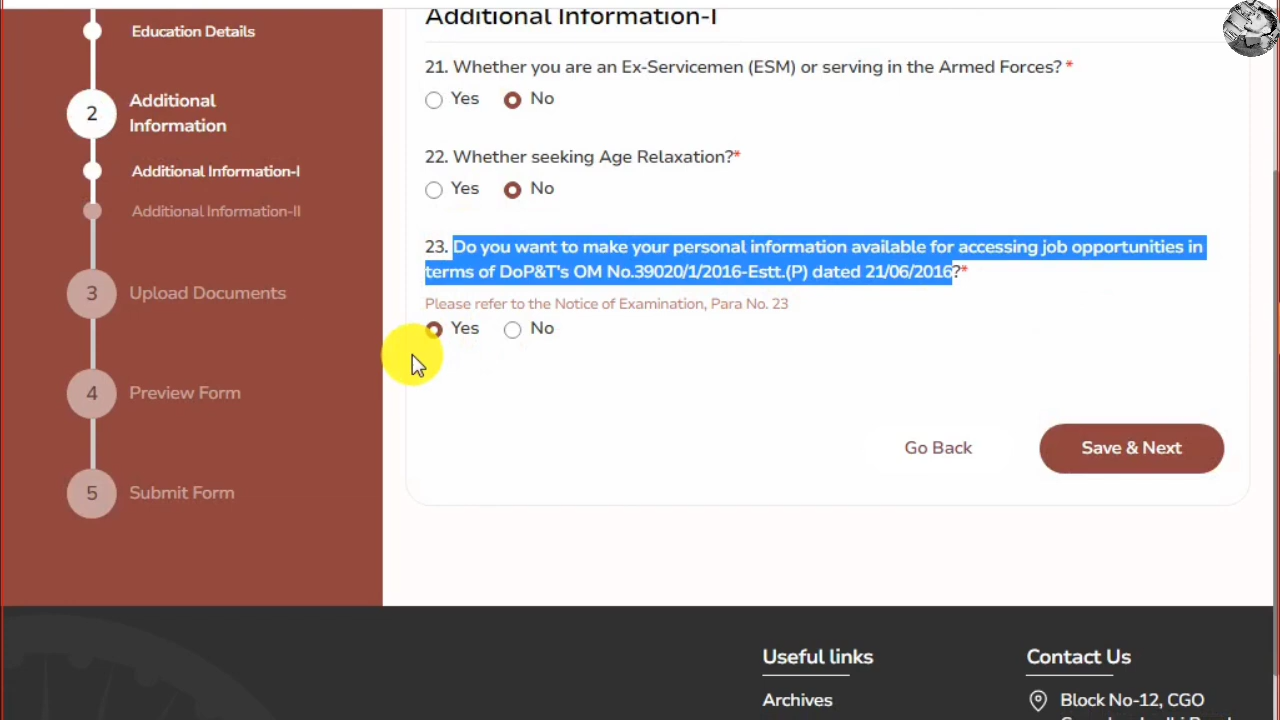 Education Details
2
Additional
Information
Additional Information-I
Additional Information-II
3
Upload Documents
4
Preview Form
5
Submit Form
Additional Information-I
21. Whether you are an Ex-Servicemen (ESM) or serving in the Armed Forces? *
Yes No
22. Whether seeking Age Relaxation?*
Yes No
23. Do you want to make your personal information available for accessing job opportunities in
terms of DoP&T's OM No.39020/1/2016-Estt.(P) dated 21/06/2016?*
Please refer to the Notice of Examination, Para No. 23
Yes No
Go Back Save & Next
Useful links
Archives
Contact Us
Block No-12, CGO